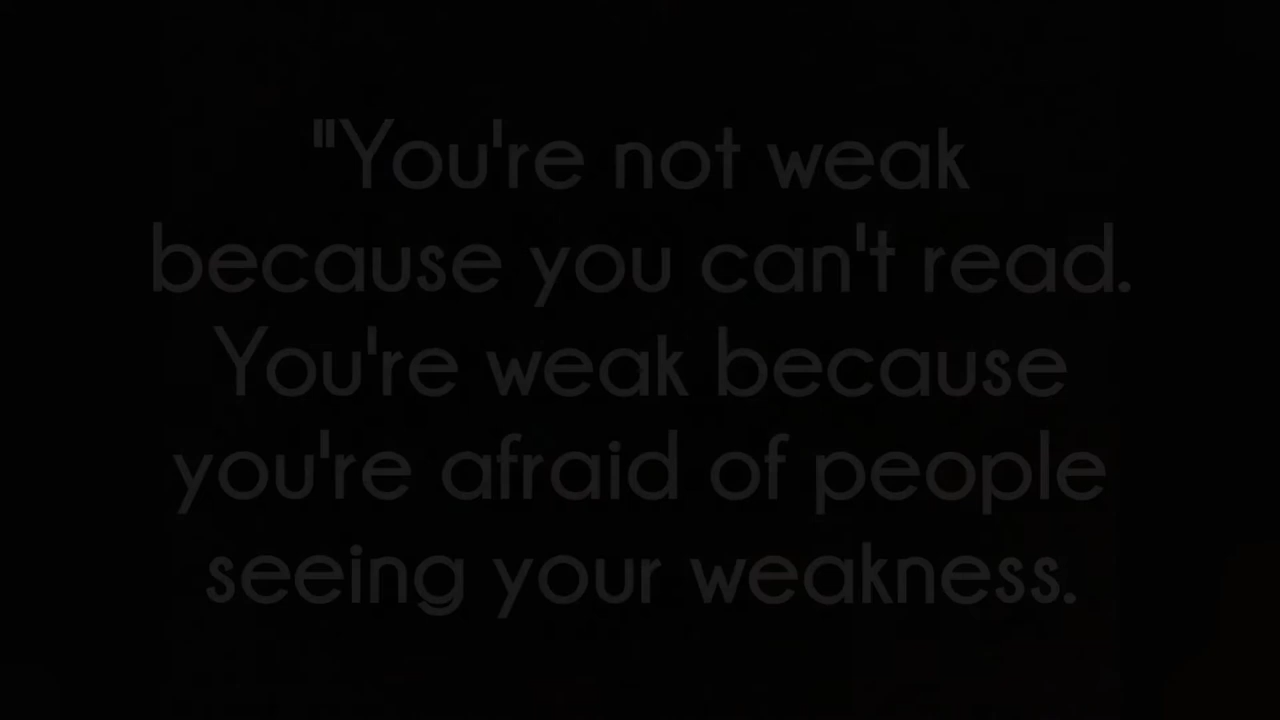 "You're not weak
because you can't read.
You're weak because
you're afraid of people
seeing your weakness.